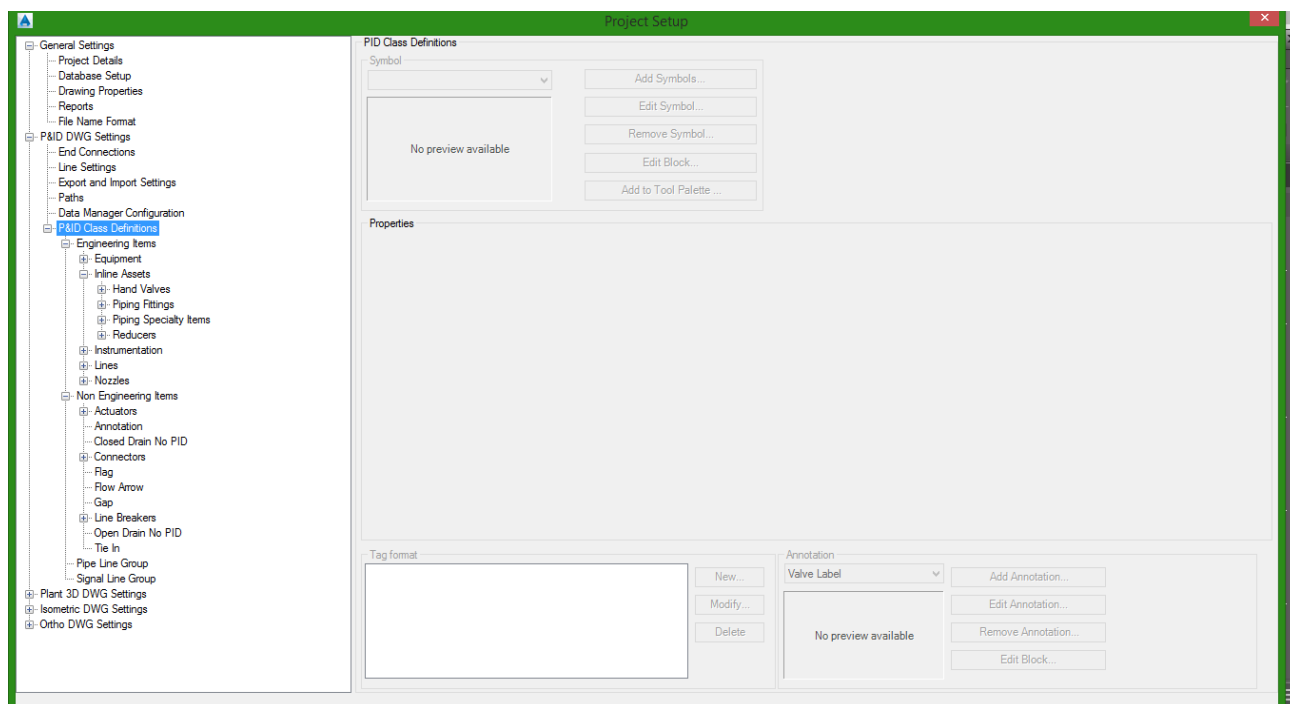 Project Setup
General Settings
Project Details
Database Setup
Drawing Properties
Reports
File Name Format
P&ID DWG Settings
End Connections
Line Settings
Export and Import Settings
Paths
Data Manager Configuration
P&ID Class Definitions
Engineering Items
Equipment
Inline Assets
Hand Valves
Piping Fittings
Piping Specialty Items
Reducers
Instrumentation
Lines
Nozzles
Non Engineering Items
Actuators
Annotation
Closed Drain No PID
Connectors
Flag
Flow Arrow
Gap
Line Breakers
Open Drain No PID
Tie In
Pipe Line Group
Signal Line Group
Plant 3D DWG Settings
Isometric DWG Settings
Ortho DWG Settings
PID Class Definitions
Symbol
No preview available
Add Symbols...
Edit Symbol...
Remove Symbol...
Edit Block...
Add to Tool Palette ...
Properties
Tag format
New...
Modify...
Delete
Annotation
Valve Label
No preview available
Add Annotation...
Edit Annotation...
Remove Annotation...
Edit Block...